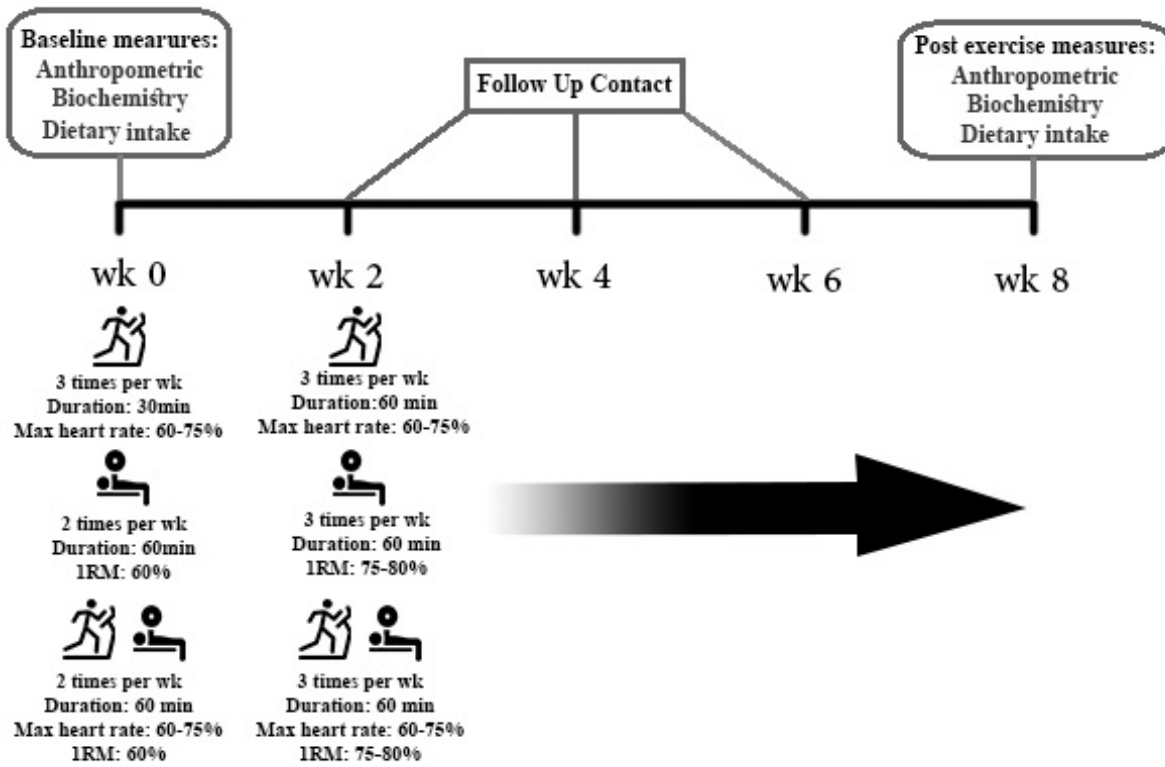 Baseline mearures:
Anthropometric
Biochemistry
Dietary intake
Follow Up Contact
Post exercise measures:
Anthropometric
Biochemistry
Dietary intake
wk 0
wk 2
wk 4
wk 6
wk 8
3 times per wk
Duration: 30min
Max heart rate: 60-75%
3 times per wk
Duration:60 min
Max heart rate: 60-75%
2 times per wk
Duration: 60min
1RM: 60%
3 times per wk
Duration: 60 min
1RM: 75-80%
2 times per wk
Duration: 60 min
Max heart rate: 60-75%
1RM: 60%
3 times per wk
Duration: 60 min
Max heart rate: 60-75%
1RM: 75-80%